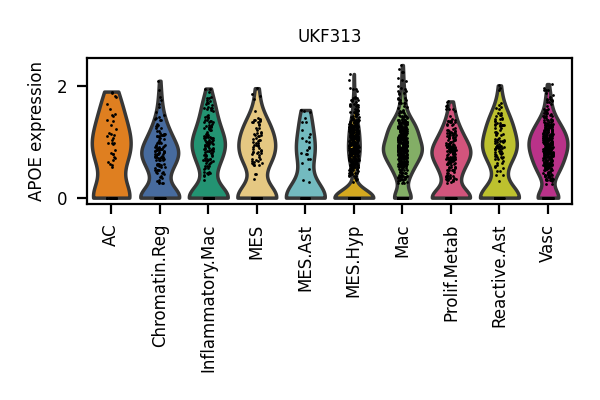 UKF313
APOE expression
2
0
AC
Chromatin.Reg
Inflammatory.Mac
MES
MES.Ast
MES.Hyp
Mac
Prolif.Metab
Reactive.Ast
Vasc